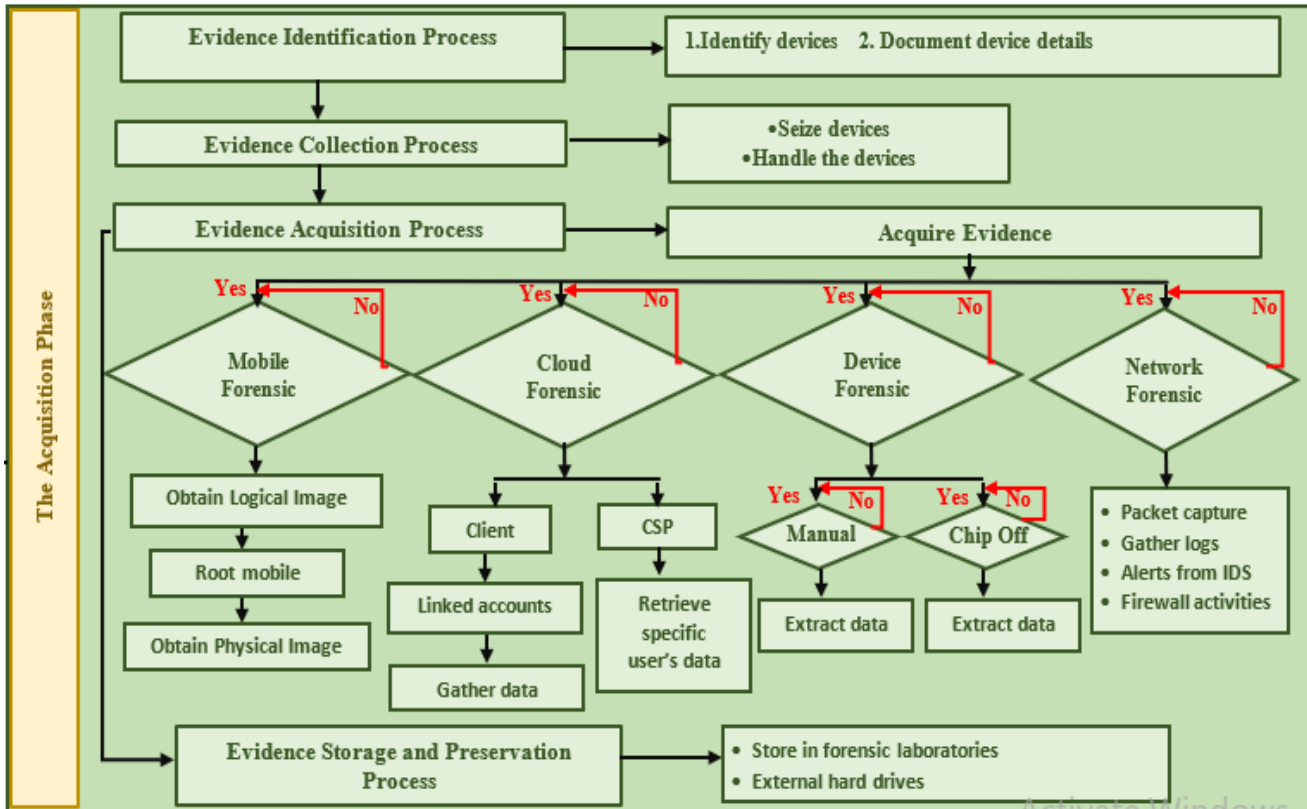 The Acquisition Phase
Evidence Identification Process
1.Identify devices 2. Document device details
Evidence Collection Process
•Seize devices
•Handle the devices
Evidence Acquisition Process
Acquire Evidence
Yes
No
Yes
No
Yes
No
Yes
No
Mobile
Forensic
Cloud
Forensic
Device
Forensic
Network
Forensic
Obtain Logical Image
Root mobile
Obtain Physical Image
Client
Linked accounts
Gather data
CSP
Retrieve
specific
user's data
Yes
No
Manual
Extract data
Yes
No
Chip Off
Extract data
• Packet capture
• Gather logs
• Alerts from IDS
• Firewall activities
Evidence Storage and Preservation
Process
• Store in forensic laboratories
• External hard drives
Activate Windows